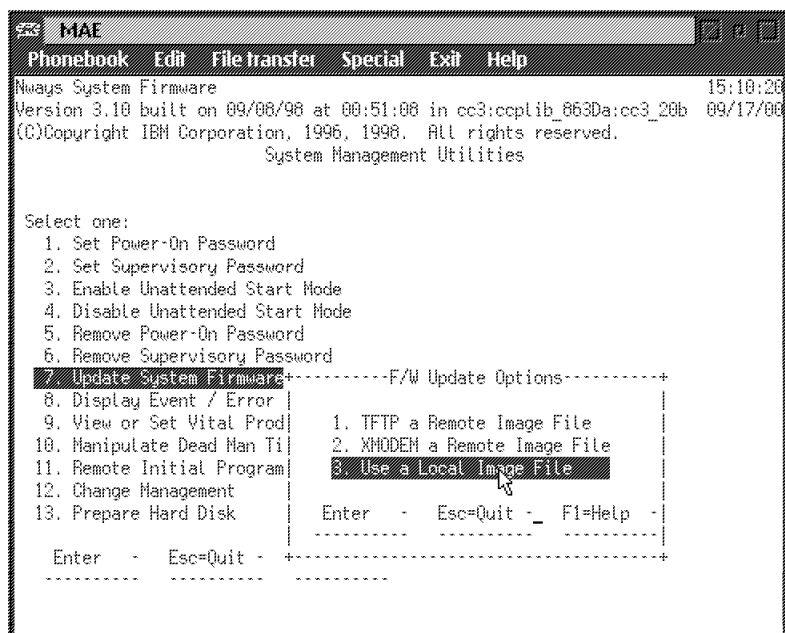 MAE
Phonebook Edit File transfer Special Exit Help
Nways System Firmware 15:10:20
Version 3.10 built on 09/08/98 at 00:51:08 in cc3:ccplib_863Da:cc3_20b 09/17/00
(C)Copyright IBM Corporation, 1996, 1998. All rights reserved.
System Management Utilities
Select one:
1. Set Power-On Password
2. Set Supervisory Password
3. Enable Unattended Start Mode
4. Disable Unattended Start Mode
5. Remove Power-On Password
6. Remove Supervisory Password
7. Update System Firmware+----------F/W Update Options----------+
8. Display Event / Error |
9. View or Set Vital Prod| 1. TFTP a Remote Image File |
10. Manipulate Dead Man Ti| 2. XMODEM a Remote Image File |
11. Remote Initial Program| 3. Use a Local Image File |
12. Change Management |
13. Prepare Hard Disk | Enter - Esc=Quit -_ F1=Help -|
Enter - Esc=Quit -